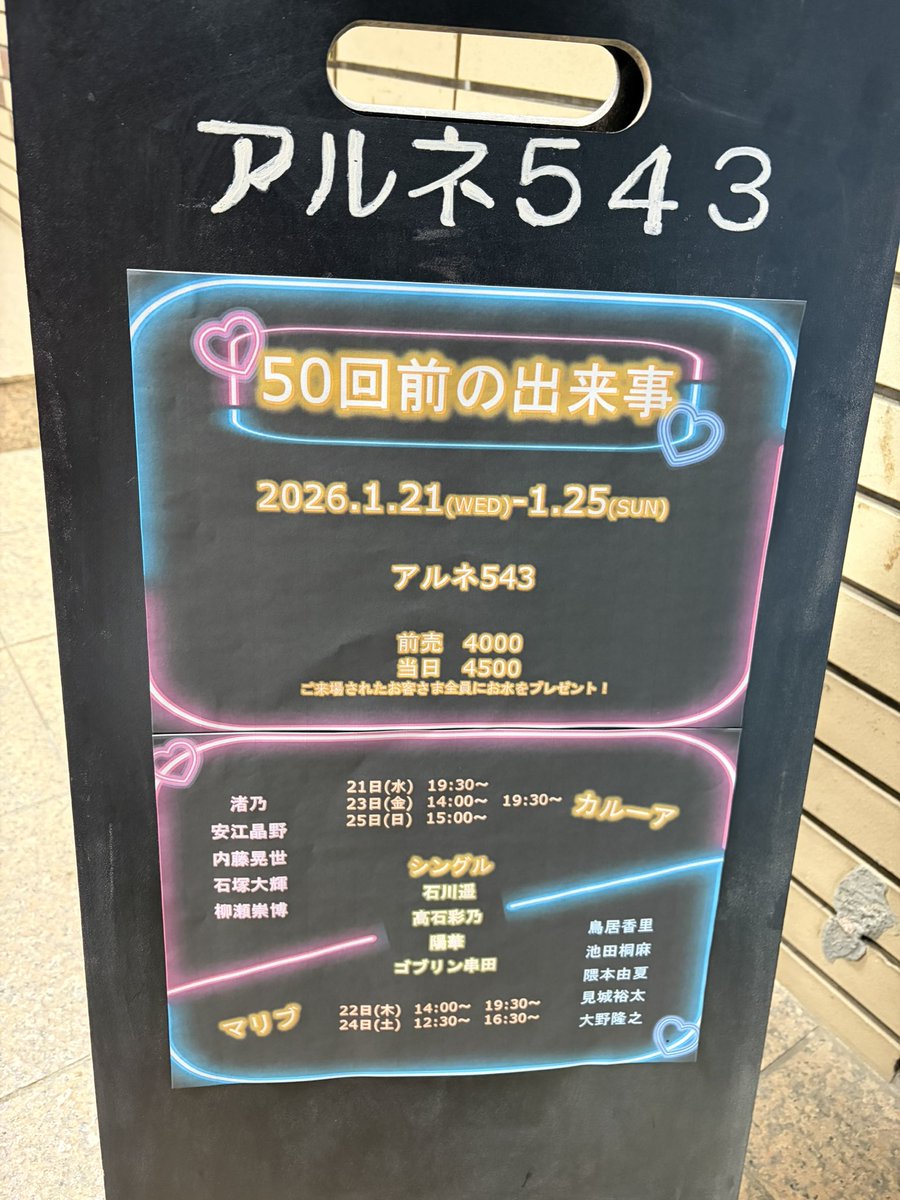 アルネ543
50回前の出来事
2026.1.21(WED)-1.25(SUN)
アルネ543
前売 4000
当日 4500
ご来場されたお客さま全員にお水をプレゼント!
21日(水) 19:30〜
23日(金) 14:00〜 19:30〜
25日(日) 15:00〜
カルーア
渚乃
安江晶野
内藤晃世
石塚大輝
柳瀬崇博
シングル
石川遥
高石彩乃
陽華
ゴブリン串田
鳥居香里
池田桐麻
隈本由夏
見城裕太
大野隆之
マリブ
22日(木) 14:00〜 19:30〜
24日(土) 12:30〜 16:30〜